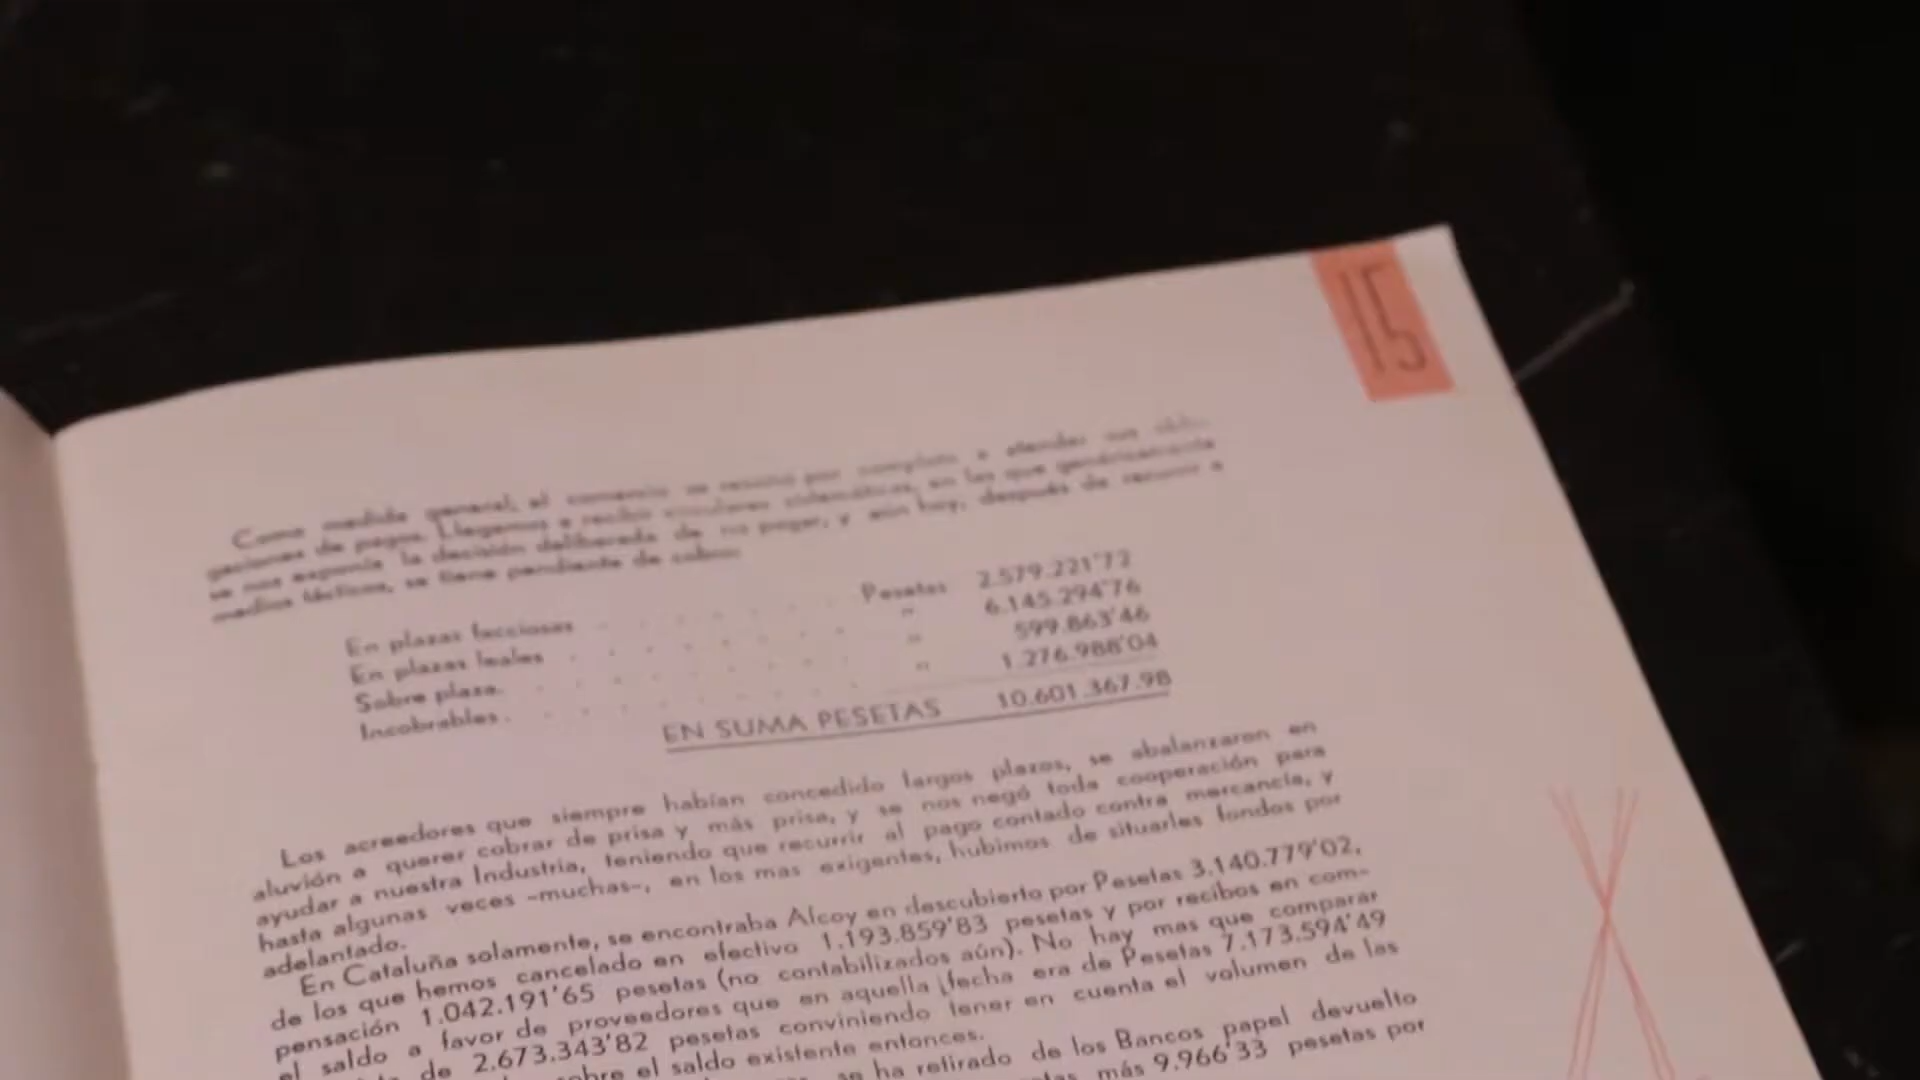 15
Como medida general, el comercio se resistió por completo a atender sus
gaciones de pagos. Llegamos a recibir circulares sistemáticas, en las que genéricamente
se nos exponía la decisión deliberada de no pagar, y aún hoy, después de recurrir a
medios tácticos, se tiene pendiente de cobro:
En plazas facciosas . . . . . . Pesetas 2.579.221'72
En plazas leales . . . . . . " 6.145.294'76
Sobre plaza. . . . . . . " 599.863'46
Incobrables. . . . . . . " 1.276.988'04
EN SUMA PESETAS 10.601.367.98
Los acreedores que siempre habían concedido largos plazos, se abalanzaron en
aluvión a querer cobrar de prisa y más prisa, y se nos negó toda cooperación para
ayudar a nuestra Industria, teniendo que recurrir al pago contado contra mercancía, y
hasta algunas veces -muchas-, en los mas exigentes, hubimos de situarles fondos por
adelantado.
En Cataluña solamente, se encontraba Alcoy en descubierto por Pesetas 3.140.779'02,
de los que hemos cancelado en efectivo 1.193.859'83 pesetas y por recibos en com-
pensación 1.042.191'65 pesetas (no contabilizados aún). No hay mas que comparar
el saldo a favor de proveedores que en aquella fecha era de Pesetas 7.173.594'49
de 2.673.343'82 pesetas conviniendo tener en cuenta el volumen de las
sobre el saldo existente entonces.
se ha retirado de los Bancos papel devuelto
más 9.966'33 pesetas por